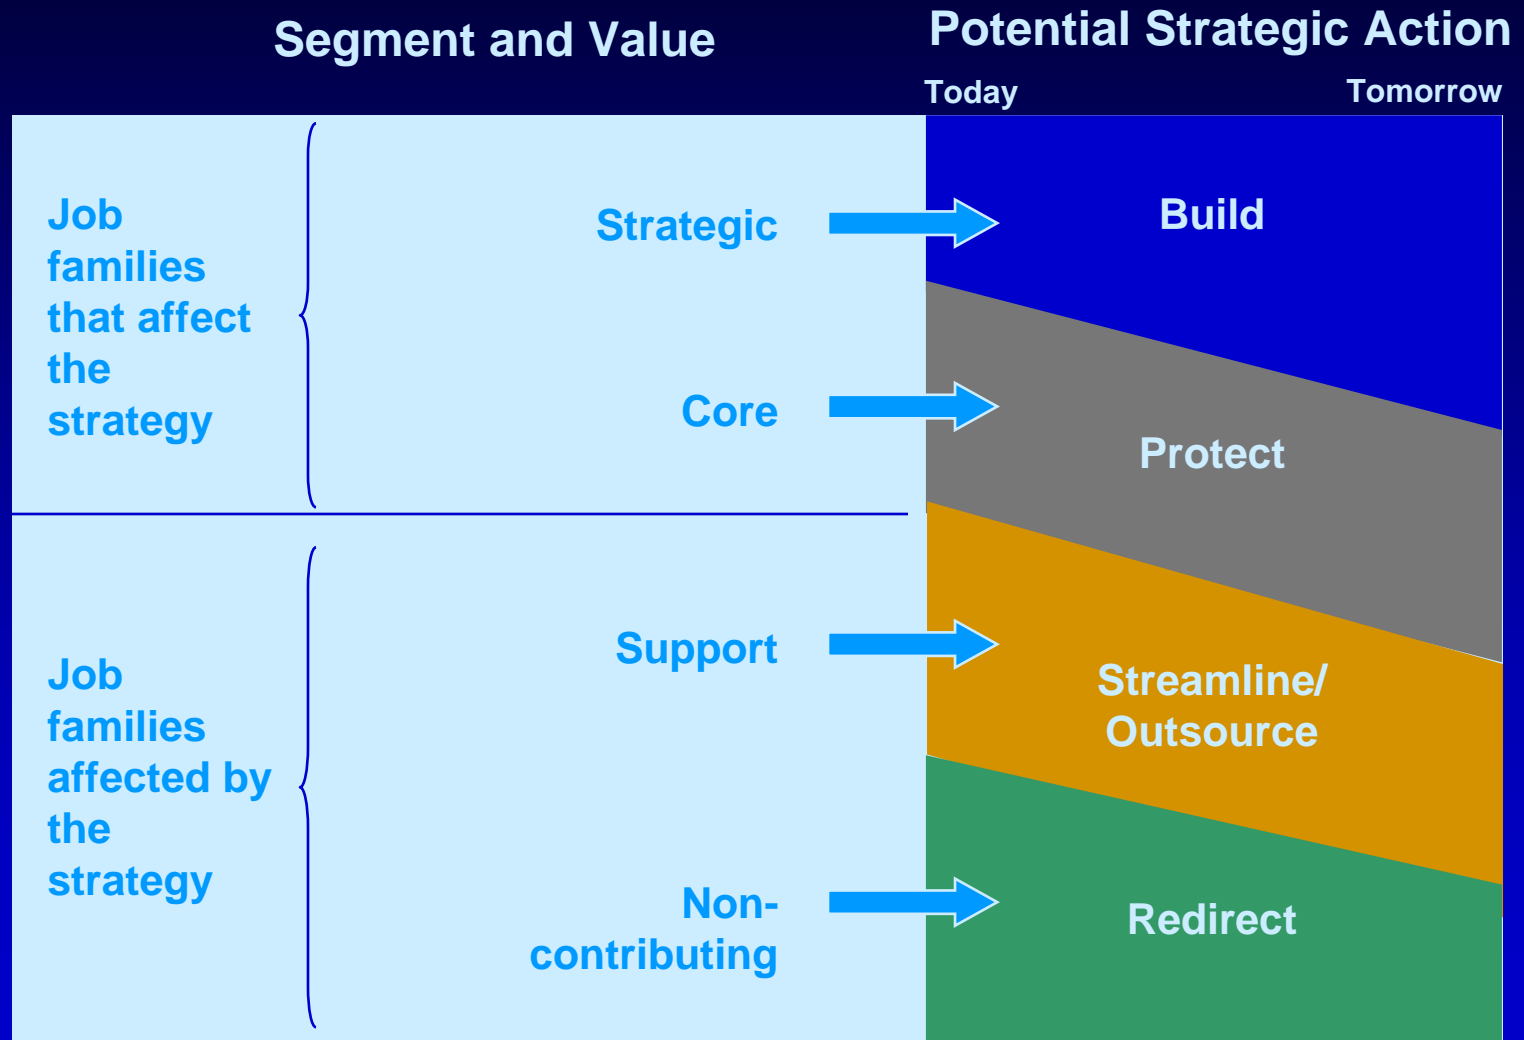 Segment and Value
Potential Strategic Action
Today
Tomorrow
Job
families
that affect
the
strategy
Strategic
Build
Core
Protect
Job
families
affected by
the
strategy
Support
Streamline/
Outsource
Non-
contributing
Redirect